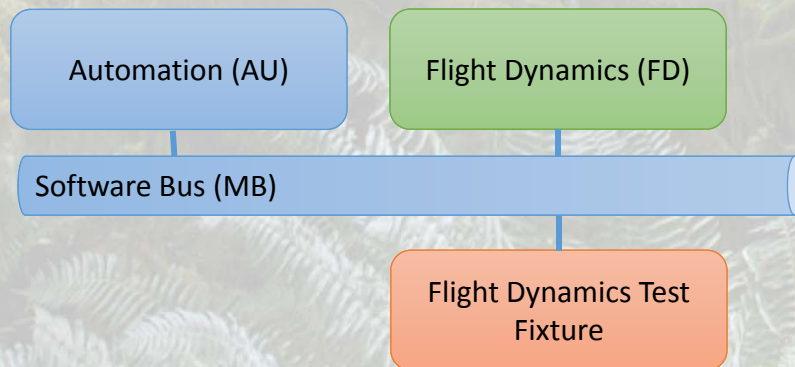 Automation (AU)
Flight Dynamics (FD)
Software Bus (MB)
Flight Dynamics Test
Fixture